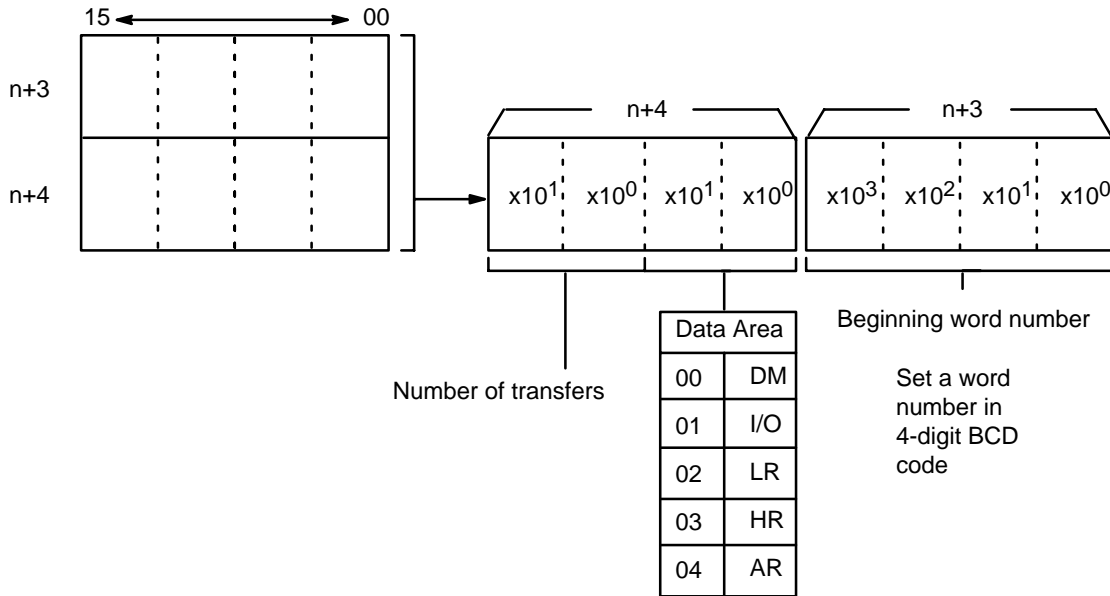 15 00
n+3
n+4
n+4 n+3
x10¹ x10⁰ x10¹ x10⁰ x10³ x10² x10¹ x10⁰
Number of transfers
Data Area
00 DM
01 I/O
02 LR
03 HR
04 AR
Beginning word number
Set a word
number in
4-digit BCD
code